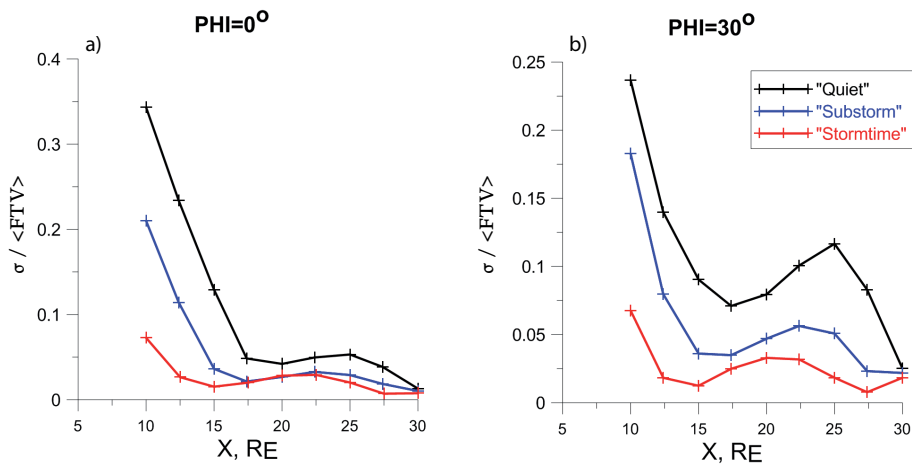 PHI=0°
a)
0.4
0.3
0.2
0.1
0
σ / <FTV>
5 10 15 20 25 30
X, RE
PHI=30°
b)
0.25
0.2
0.15
0.1
0.05
0
σ / <FTV>
5 10 15 20 25 30
X, RE
"Quiet"
"Substorm"
"Stormtime"